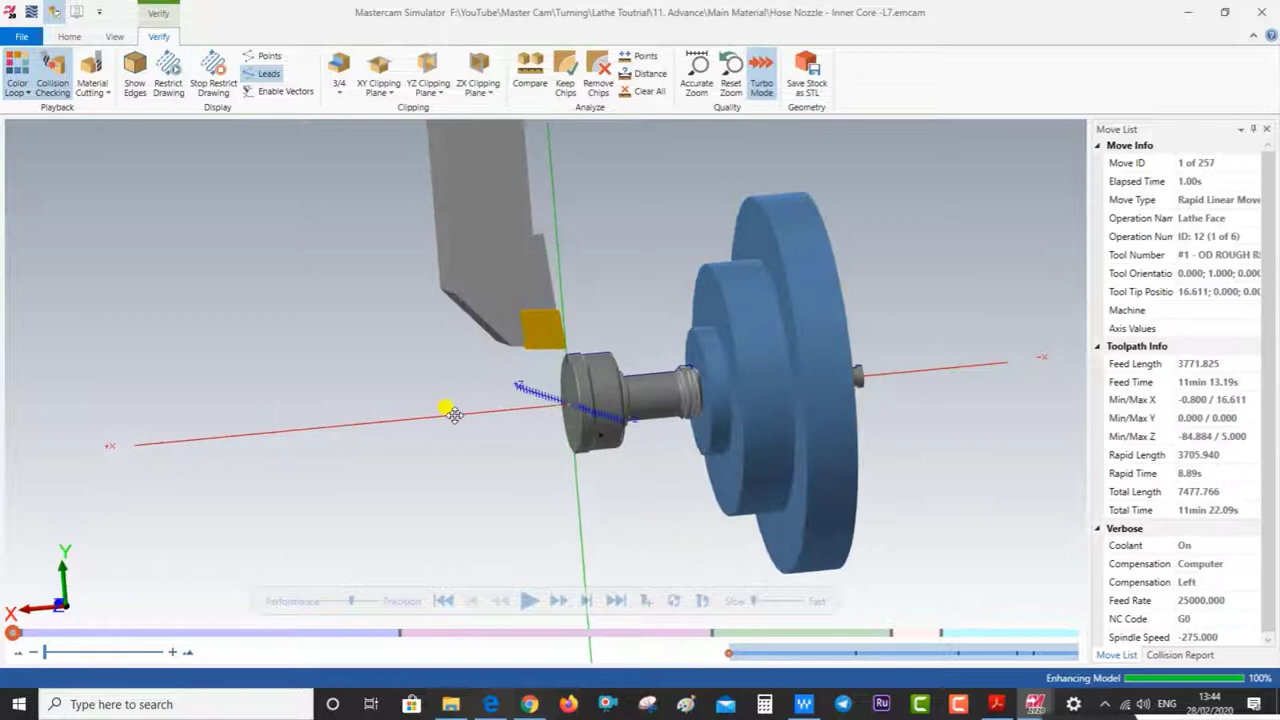 Verify
Mastercam Simulator F:\YouTube\Master Cam\Turning\Lathe Toutrial\11. Advance\Main Material\Hose Nozzle - Inner Core -L7.emcam
File Home View Verify
Color Loop
Collision Checking
Material Cutting
Playback
Show Edges
Restrict Drawing
Stop Restrict Drawing
Points
Leads
Enable Vectors
Display
3/4
XY Clipping Plane
YZ Clipping Plane
ZX Clipping Plane
Clipping
Compare
Keep Chips
Remove Chips
Points
Distance
Clear All
Analyze
Accurate Zoom
Reset Zoom
Turbo Mode
Quality
Save Stock as STL
Geometry
Move List
Move Info
Move ID 1 of 257
Elapsed Time 1.00s
Move Type Rapid Linear Move
Operation Nam Lathe Face
Operation Num ID: 12 (1 of 6)
Tool Number #1 - OD ROUGH R
Tool Orientatio 0.000; 1.000; 0.00
Tool Tip Positio 16.611; 0.000; 0.0
Machine
Axis Values
Toolpath Info
Feed Length 3771.825
Feed Time 11min 13.19s
Min/Max X -0.800 / 16.611
Min/Max Y 0.000 / 0.000
Min/Max Z -84.884 / 5.000
Rapid Length 3705.940
Rapid Time 8.89s
Total Length 7477.766
Total Time 11min 22.09s
Verbose
Coolant On
Compensation Computer
Compensation Left
Feed Rate 25000.000
NC Code G0
Spindle Speed -275.000
Move List Collision Report
+X
-X
Y
X
Z
Performance Precision Slow Fast
Enhancing Model 100%
Type here to search
ENG
13:44
28/02/2020